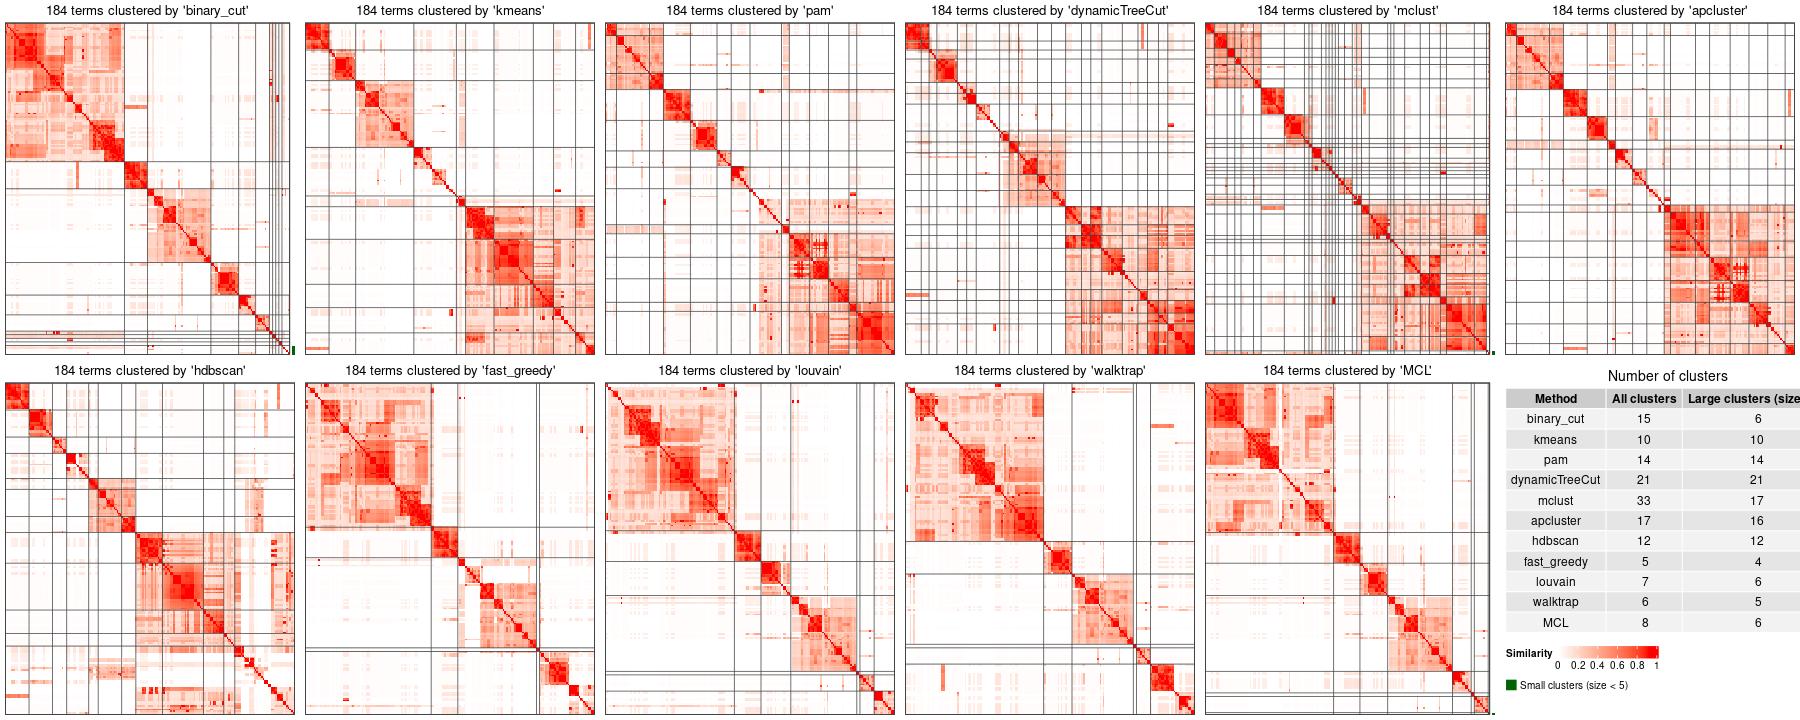 184 terms clustered by 'binary_cut'
184 terms clustered by 'kmeans'
184 terms clustered by 'pam'
184 terms clustered by 'dynamicTreeCut'
184 terms clustered by 'mclust'
184 terms clustered by 'apcluster'
184 terms clustered by 'hdbscan'
184 terms clustered by 'fast_greedy'
184 terms clustered by 'louvain'
184 terms clustered by 'walktrap'
184 terms clustered by 'MCL'
Number of clusters
Method All clusters Large clusters (size
binary_cut 15 6
kmeans 10 10
pam 14 14
dynamicTreeCut 21 21
mclust 33 17
apcluster 17 16
hdbscan 12 12
fast_greedy 5 4
louvain 7 6
walktrap 6 5
MCL 8 6
Similarity
0 0.2 0.4 0.6 0.8 1
Small clusters (size < 5)